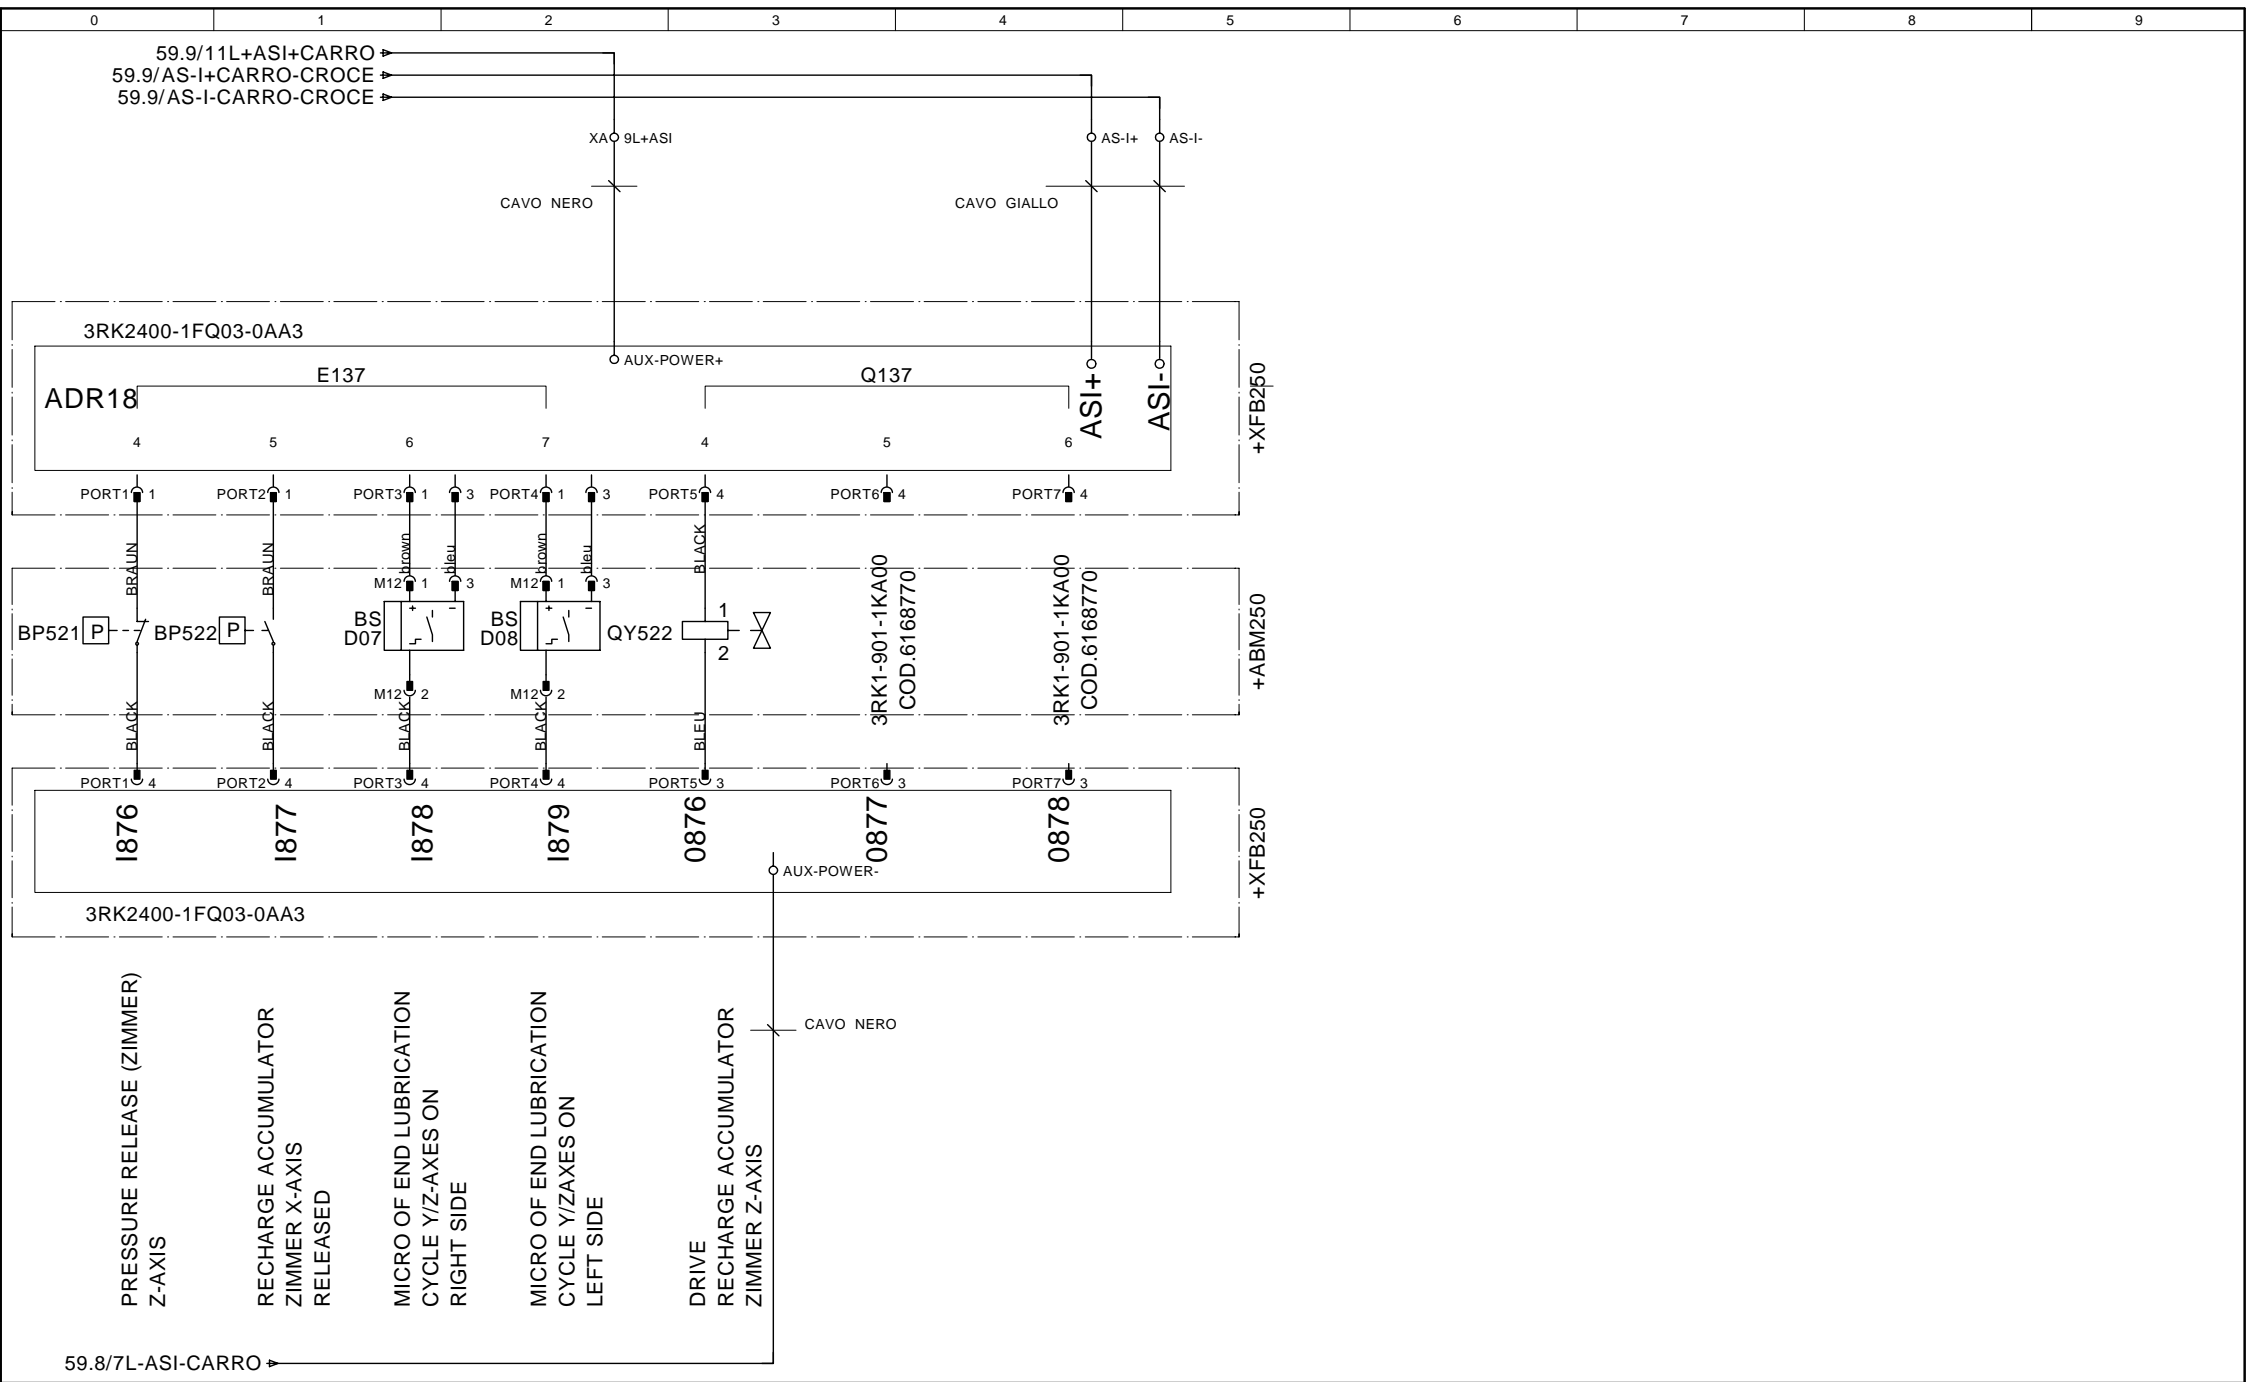 0 1 2 3 4 5 6 7 8 9
59.9/11L+ASI+CARRO
59.9/AS-I+CARRO-CROCE
59.9/AS-I-CARRO-CROCE
XA 9L+ASI AS-I+ AS-I-
CAVO NERO CAVO GIALLO
3RK2400-1FQ03-0AA3
AUX-POWER+
E137 Q137
ADR18
ASI+
ASI-
+XFB250
4 5 6 7 4 5 6
PORT1 1 PORT2 1 PORT3 1 3 PORT4 1 3 PORT5 4 PORT6 4 PORT7 4
BRAUN BRAUN brown bleu brown bleu BLACK
M12 1 3 M12 1 3
BP521 P BP522 P
BS
D07
+ -
BS
D08
+ -
QY522
1
2
3RK1-901-1KA00
COD.6168770
3RK1-901-1KA00
COD.6168770
+ABM250
M12 2 M12 2
BLACK BLACK BLACK BLACK BLEU
PORT1 4 PORT2 4 PORT3 4 PORT4 4 PORT5 3 PORT6 3 PORT7 3
I876 I877 I878 I879 0876 0877 0878
+XFB250
AUX-POWER-
3RK2400-1FQ03-0AA3
PRESSURE RELEASE (ZIMMER)
Z-AXIS
RECHARGE ACCUMULATOR
ZIMMER X-AXIS
RELEASED
MICRO OF END LUBRICATION
CYCLE Y/Z-AXES ON
RIGHT SIDE
MICRO OF END LUBRICATION
CYCLE Y/ZAXES ON
LEFT SIDE
DRIVE
RECHARGE ACCUMULATOR
ZIMMER Z-AXIS
CAVO NERO
59.8/7L-ASI-CARRO